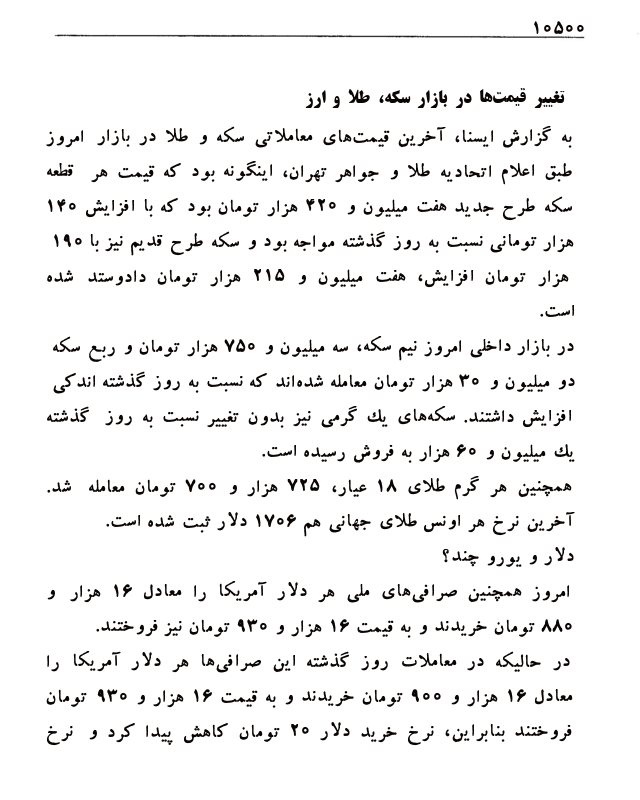 ۱۰۵۰۰
تغییر قیمت‌ها در بازار سکه، طلا و ارز
به گزارش ایسنا، آخرین قیمت‌های معاملاتی سکه و طلا در بازار امروز
طبق اعلام اتحادیه طلا و جواهر تهران، اینگونه بود که قیمت هر قطعه
سکه طرح جدید هفت میلیون و ۴۲۰ هزار تومان بود که با افزایش ۱۴۰
هزار تومانی نسبت به روز گذشته مواجه بود و سکه طرح قدیم نیز با ۱۹۰
هزار تومان افزایش، هفت میلیون و ۲۱۵ هزار تومان دادوستد شده
است.
در بازار داخلی امروز نیم سکه، سه میلیون و ۷۵۰ هزار تومان و ربع سکه
دو میلیون و ۳۰ هزار تومان معامله شده‌اند که نسبت به روز گذشته اندکی
افزایش داشتند. سکه‌های یك گرمی نیز بدون تغییر نسبت به روز گذشته
یك میلیون و ۶۰ هزار به فروش رسیده است.
همچنین هر گرم طلای ۱۸ عیار، ۷۲۵ هزار و ۷۰۰ تومان معامله شد.
آخرین نرخ هر اونس طلای جهانی هم ۱۷۰۶ دلار ثبت شده است.
دلار و یورو چند؟
امروز همچنین صرافی‌های ملی هر دلار آمریکا را معادل ۱۶ هزار و
۸۸۰ تومان خریدند و به قیمت ۱۶ هزار و ۹۳۰ تومان نیز فروختند.
در حالیکه در معاملات روز گذشته این صرافی‌ها هر دلار آمریکا را
معادل ۱۶ هزار و ۹۰۰ تومان خریدند و به قیمت ۱۶ هزار و ۹۳۰ تومان
فروختند بنابراین، نرخ خرید دلار ۲۰ تومان کاهش پیدا کرد و نرخ